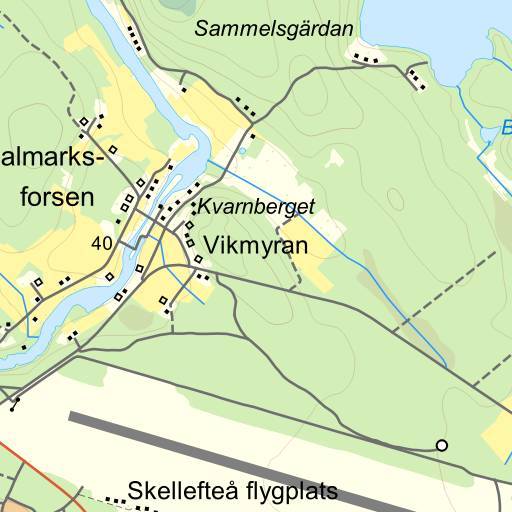 Sammelsgärdan
almarks-
forsen
Kvarnberget
40
Vikmyran
Skellefteå flygplats